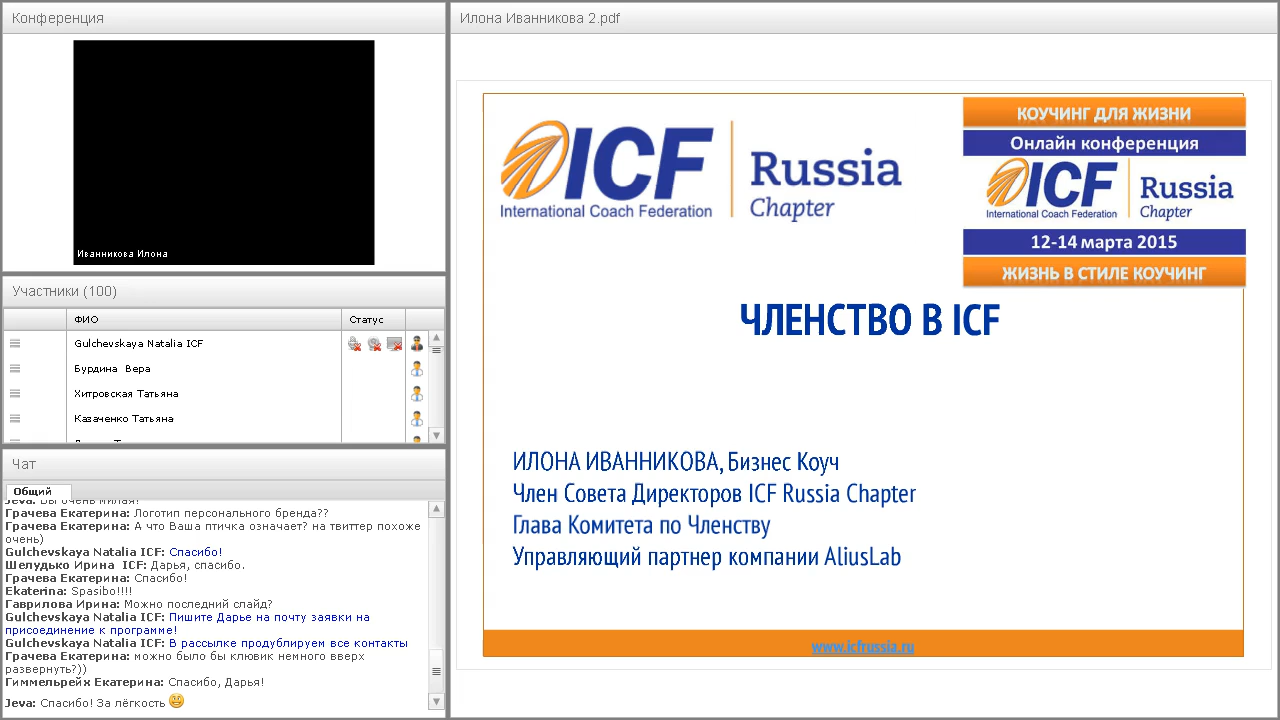 Конференция
Иванникова Илона
Участники (100)
ФИО
Статус
Gulchevskaya Natalia ICF
Бурдина Вера
Хитровская Татьяна
Казаченко Татьяна
Чат
Общий
Jeva: Вы очень милая!
Грачева Екатерина: Логотип персонального бренда??
Грачева Екатерина: А что Ваша птичка означает? на твиттер похоже
очень)
Gulchevskaya Natalia ICF: Спасибо!
Шелудько Ирина ICF: Дарья, спасибо.
Грачева Екатерина: Спасибо!
Ekaterina: Spasibo!!!!
Гаврилова Ирина: Можно последний слайд?
Gulchevskaya Natalia ICF: Пишите Дарье на почту заявки на
присоединение к программе!
Gulchevskaya Natalia ICF: В рассылке продублируем все контакты
Грачева Екатерина: можно было бы клювик немного вверх
развернуть?))
Гиммельрейх Екатерина: Спасибо, Дарья!
Jeva: Спасибо! За лёгкость
Илона Иванникова 2.pdf
ICF
International Coach Federation
Russia
Chapter
КОУЧИНГ ДЛЯ ЖИЗНИ
Онлайн конференция
ICF
International Coach Federation
Russia
Chapter
12-14 марта 2015
ЖИЗНЬ В СТИЛЕ КОУЧИНГ
ЧЛЕНСТВО В ICF
ИЛОНА ИВАННИКОВА, Бизнес Коуч
Член Совета Директоров ICF Russia Chapter
Глава Комитета по Членству
Управляющий партнер компании AliusLab
www.icfrussia.ru